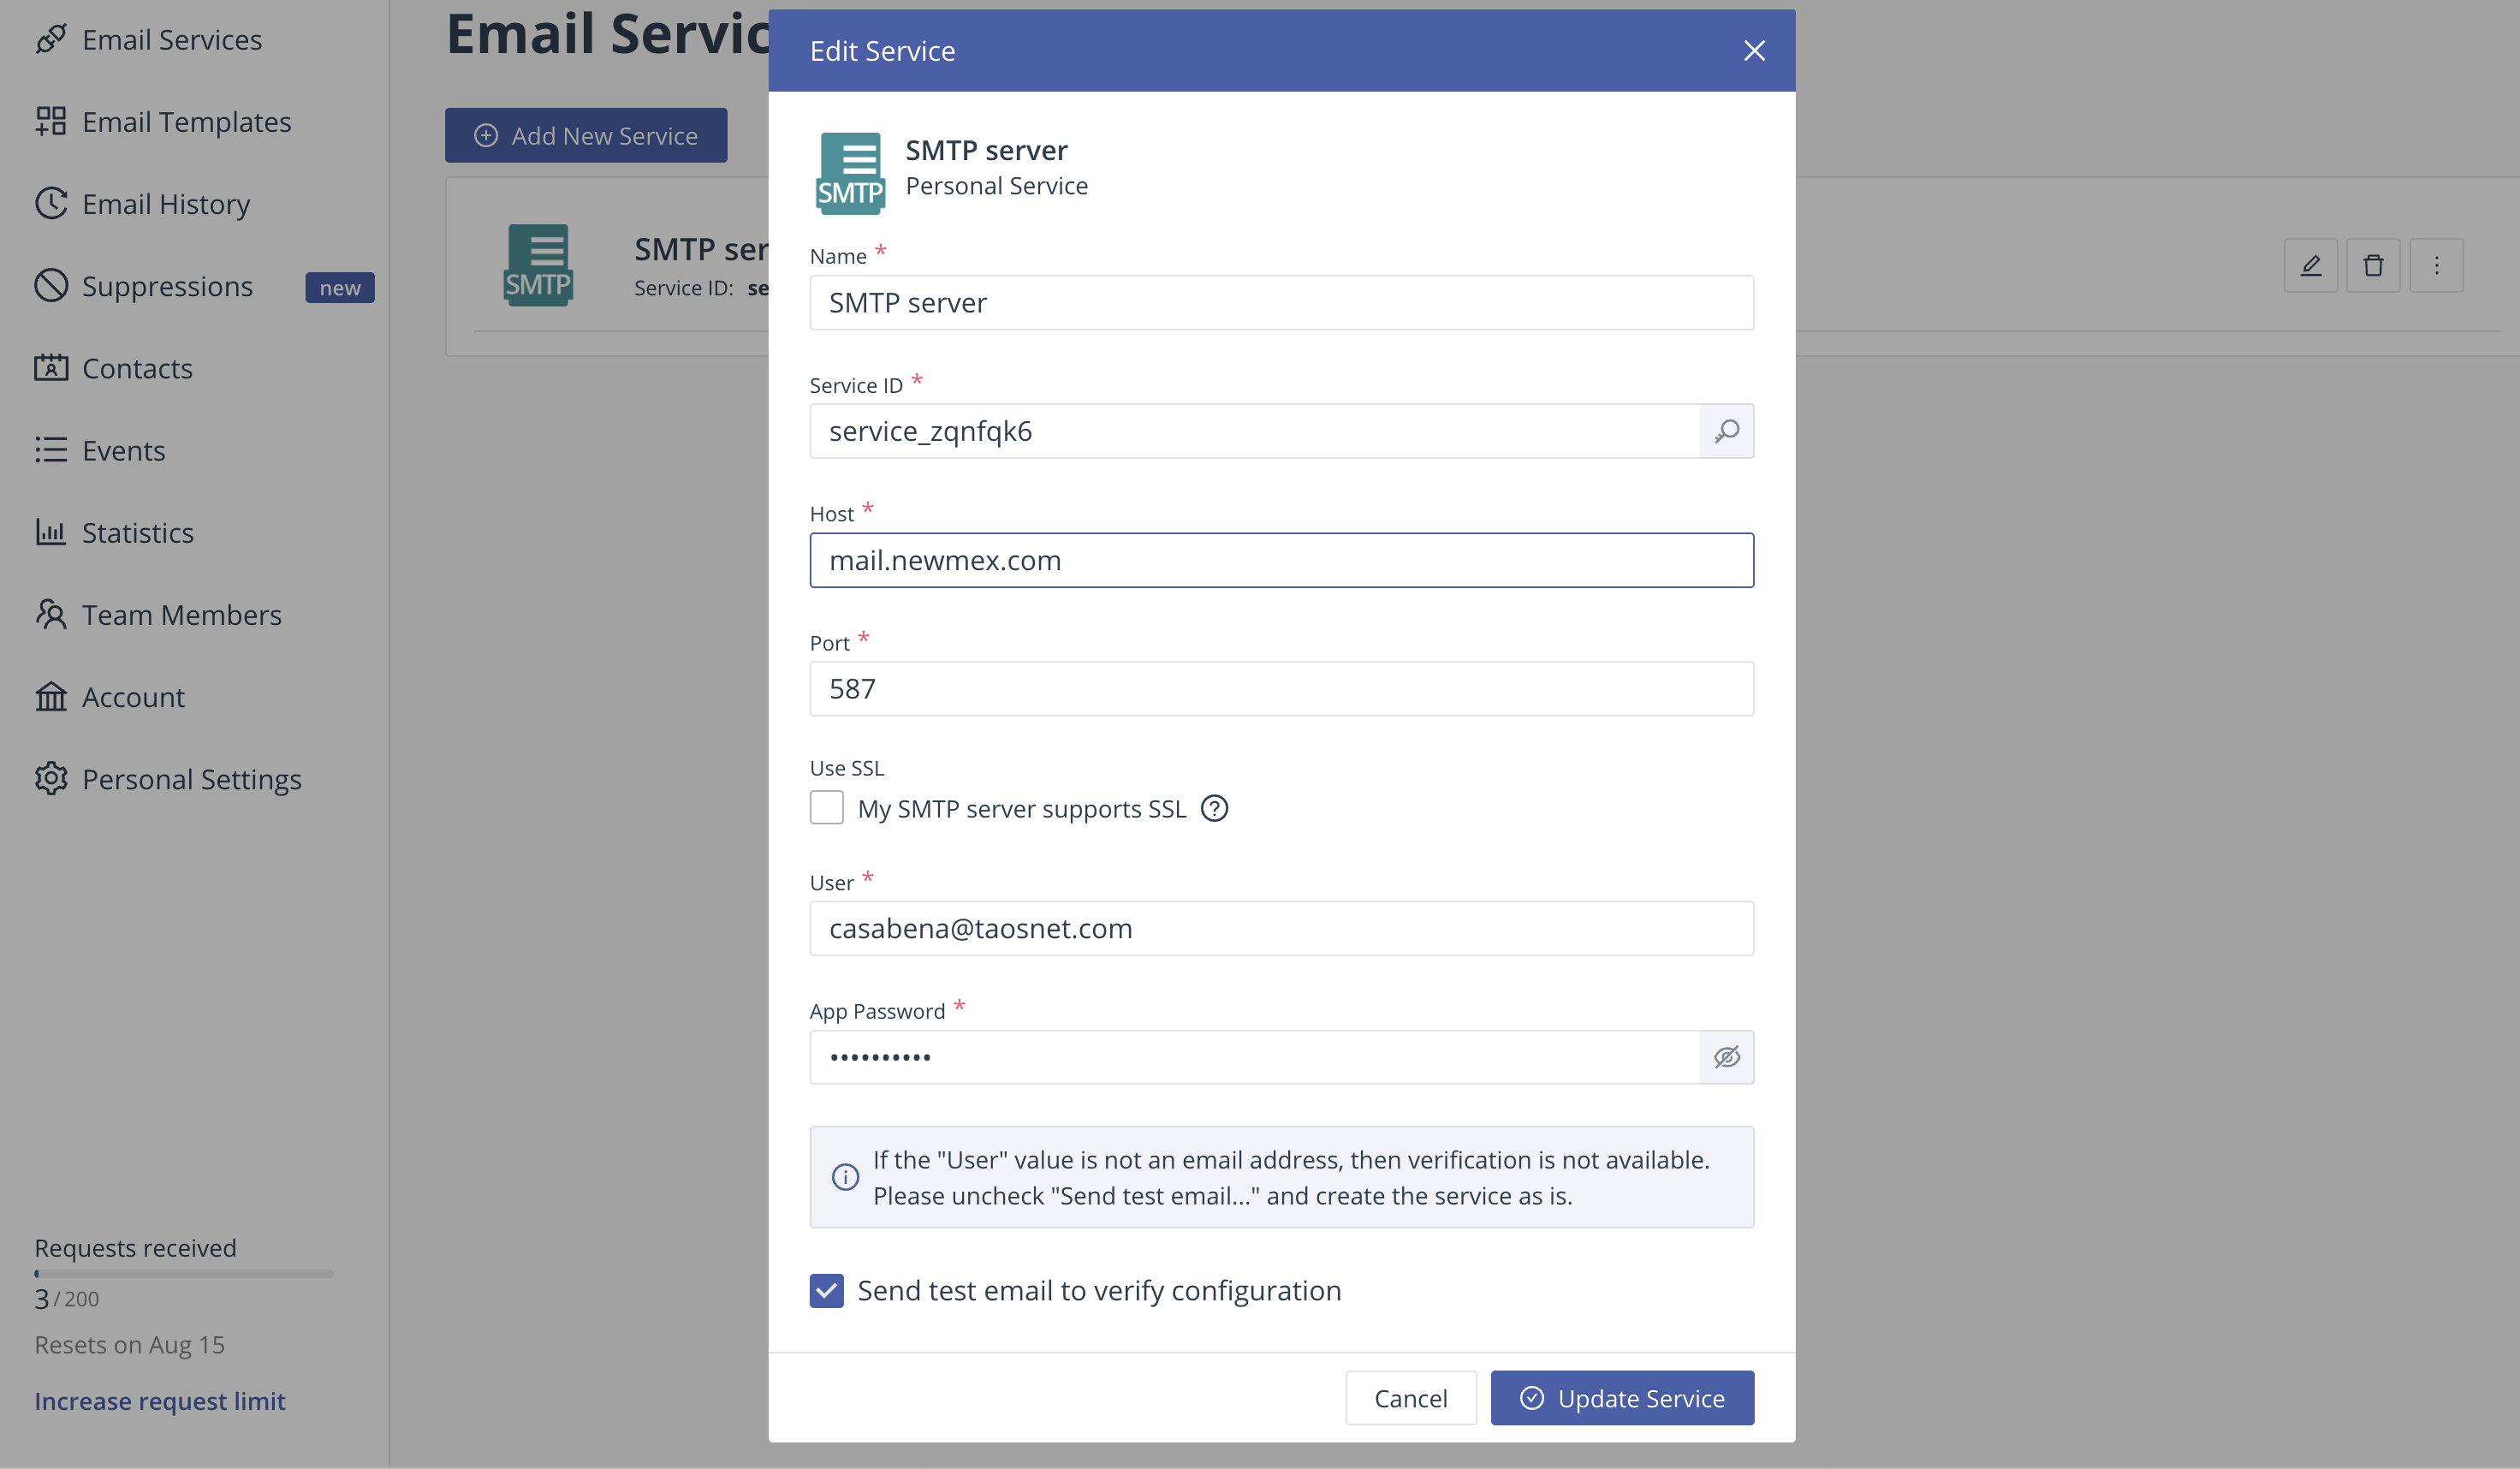 Email Services
Email Templates
Email History
Suppressions new
Contacts
Events
Statistics
Team Members
Account
Personal Settings
Requests received
3 / 200
Resets on Aug 15
Increase request limit
Email Servic
Add New Service
SMTP
SMTP ser
Service ID: se
Edit Service
SMTP
SMTP server
Personal Service
Name *
SMTP server
Service ID *
service_zqnfqk6
Host *
mail.newmex.com
Port *
587
Use SSL
My SMTP server supports SSL ?
User *
casabena@taosnet.com
App Password *
••••••••••
If the "User" value is not an email address, then verification is not available.
Please uncheck "Send test email..." and create the service as is.
Send test email to verify configuration
Cancel
Update Service